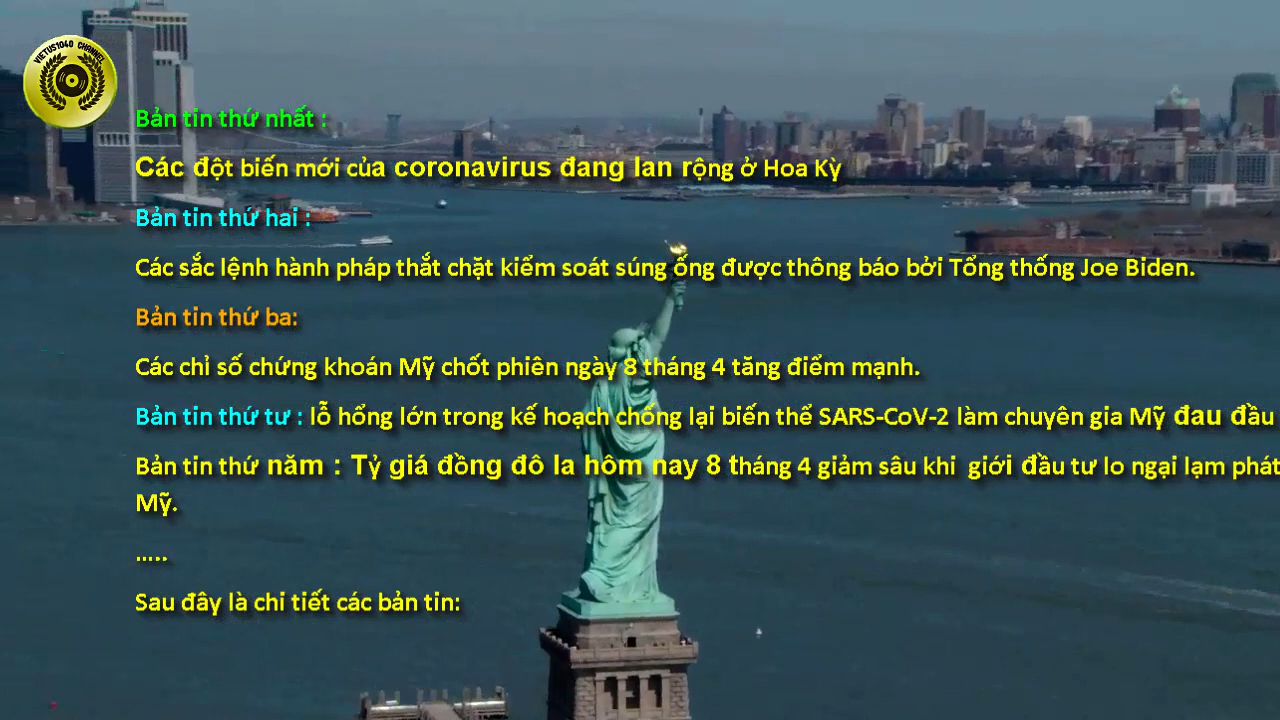 VIETUS1040 CHANNEL
Bản tin thứ nhất :
Các đột biến mới của coronavirus đang lan rộng ở Hoa Kỳ
Bản tin thứ hai :
Các sắc lệnh hành pháp thắt chặt kiểm soát súng ống được thông báo bởi Tổng thống Joe Biden.
Bản tin thứ ba:
Các chỉ số chứng khoán Mỹ chốt phiên ngày 8 tháng 4 tăng điểm mạnh.
Bản tin thứ tư : lỗ hổng lớn trong kế hoạch chống lại biến thể SARS-CoV-2 làm chuyên gia Mỹ đau đầu
Bản tin thứ năm : Tỷ giá đồng đô la hôm nay 8 tháng 4 giảm sâu khi giới đầu tư lo ngại lạm phát
Mỹ.
.....
Sau đây là chi tiết các bản tin: